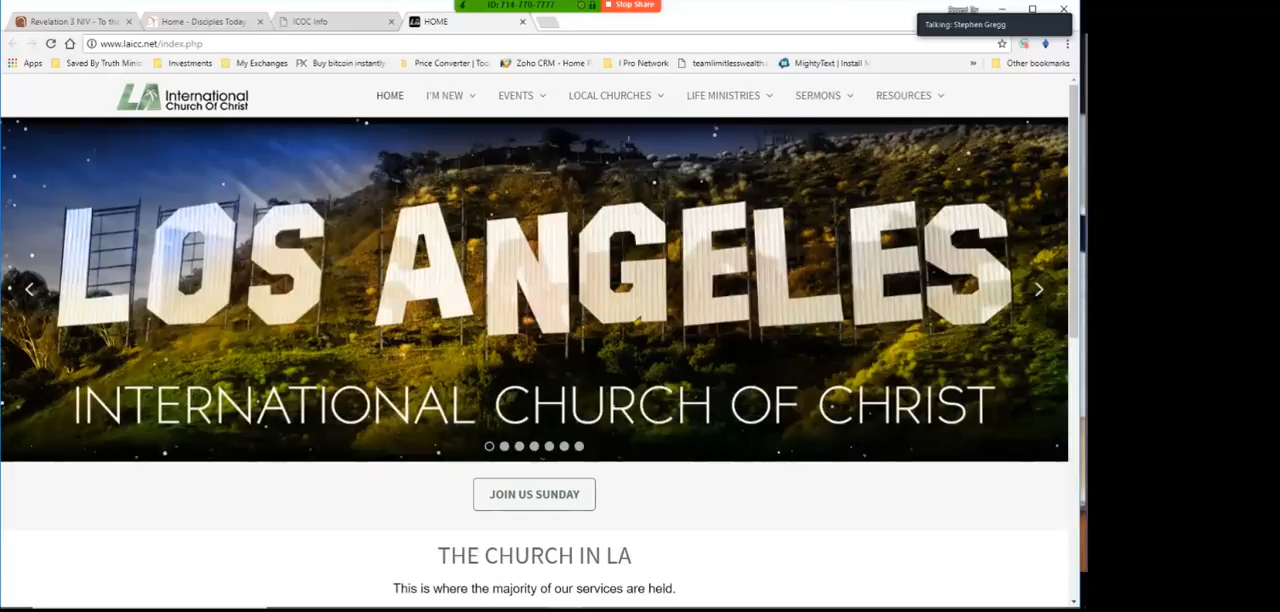 ID: 714-770-7777
Stop Share
Revelation 3 NIV - To the
Home - Disciples Today
ICOC Info
HOME
Talking: Stephen Gregg
www.laicc.net/index.php
Apps
Saved By Truth Minis
Investments
My Exchanges
Buy bitcoin instantly
Price Converter | Too
Zoho CRM - Home P
I Pro Network
teamlimitlesswealth.
MightyText | Install M
»
Other bookmarks
LA International
Church Of Christ
HOME
I'M NEW
EVENTS
LOCAL CHURCHES
LIFE MINISTRIES
SERMONS
RESOURCES
LOS ANGELES
INTERNATIONAL CHURCH OF CHRIST
JOIN US SUNDAY
THE CHURCH IN LA
This is where the majority of our services are held.